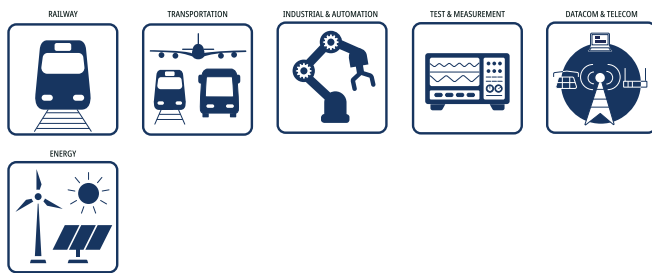 RAILWAY
TRANSPORTATION
INDUSTRIAL & AUTOMATION
TEST & MEASUREMENT
DATACOM & TELECOM
ENERGY